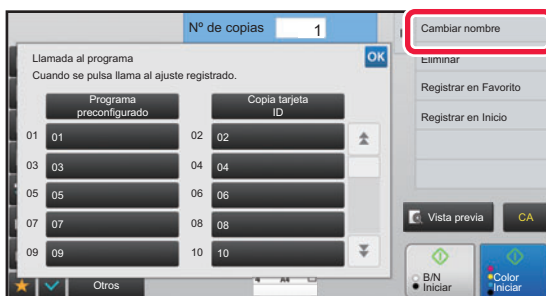 Nº de copias 1
Cambiar nombre
Llamada al programa
OK
Eliminar
Cuando se pulsa llama al ajuste registrado.
Registrar en Favorito
Programa
preconfigurado
Copia tarjeta
ID
Registrar en Inicio
01 01
02 02
03 03
04 04
05 05
06 06
07 07
08 08
09 09
10 10
Vista previa
CA
Otros
A4
B/N
Iniciar
Color
Iniciar